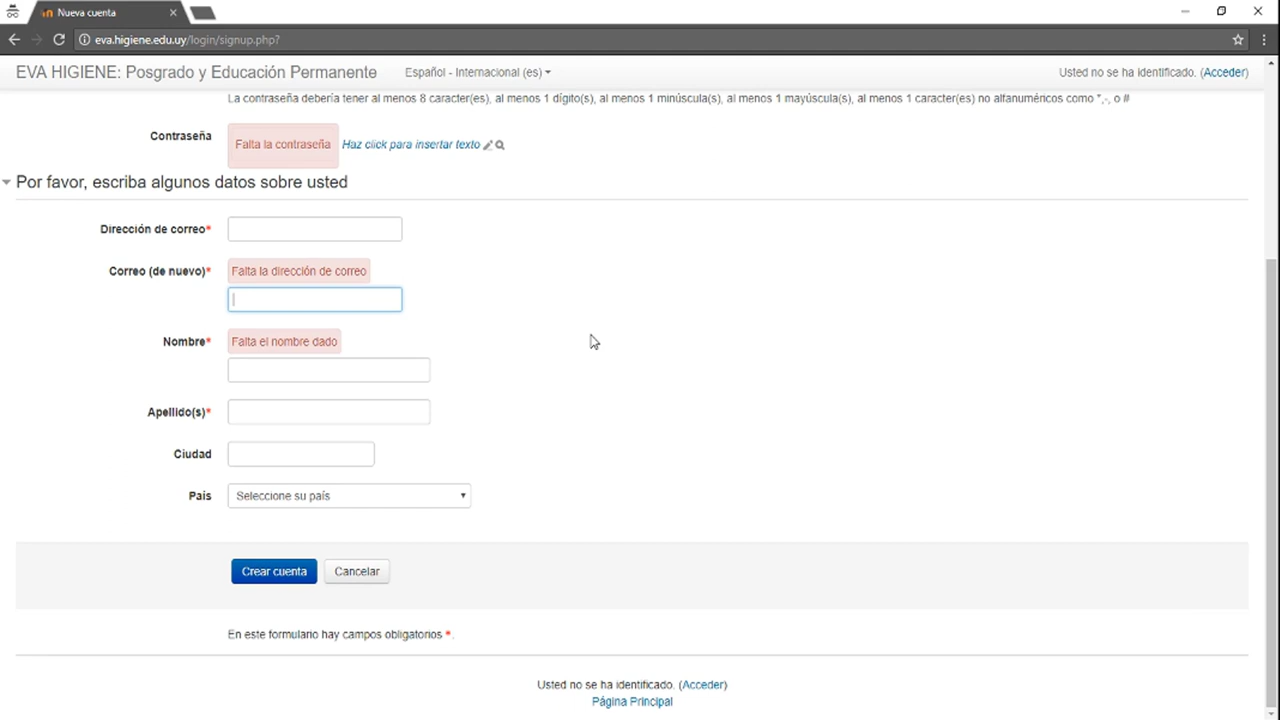 Nueva cuenta
eva.higiene.edu.uy/login/signup.php?
EVA HIGIENE: Posgrado y Educación Permanente Español - Internacional (es) Usted no se ha identificado. (Acceder)
La contraseña debería tener al menos 8 caracter(es), al menos 1 dígito(s), al menos 1 minúscula(s), al menos 1 mayúscula(s), al menos 1 caracter(es) no alfanuméricos como *,-, o #
Contraseña Falta la contraseña Haz click para insertar texto
Por favor, escriba algunos datos sobre usted
Dirección de correo*
Correo (de nuevo)* Falta la dirección de correo
Nombre* Falta el nombre dado
Apellido(s)*
Ciudad
País Seleccione su país
Crear cuenta Cancelar
En este formulario hay campos obligatorios *.
Usted no se ha identificado. (Acceder)
Página Principal